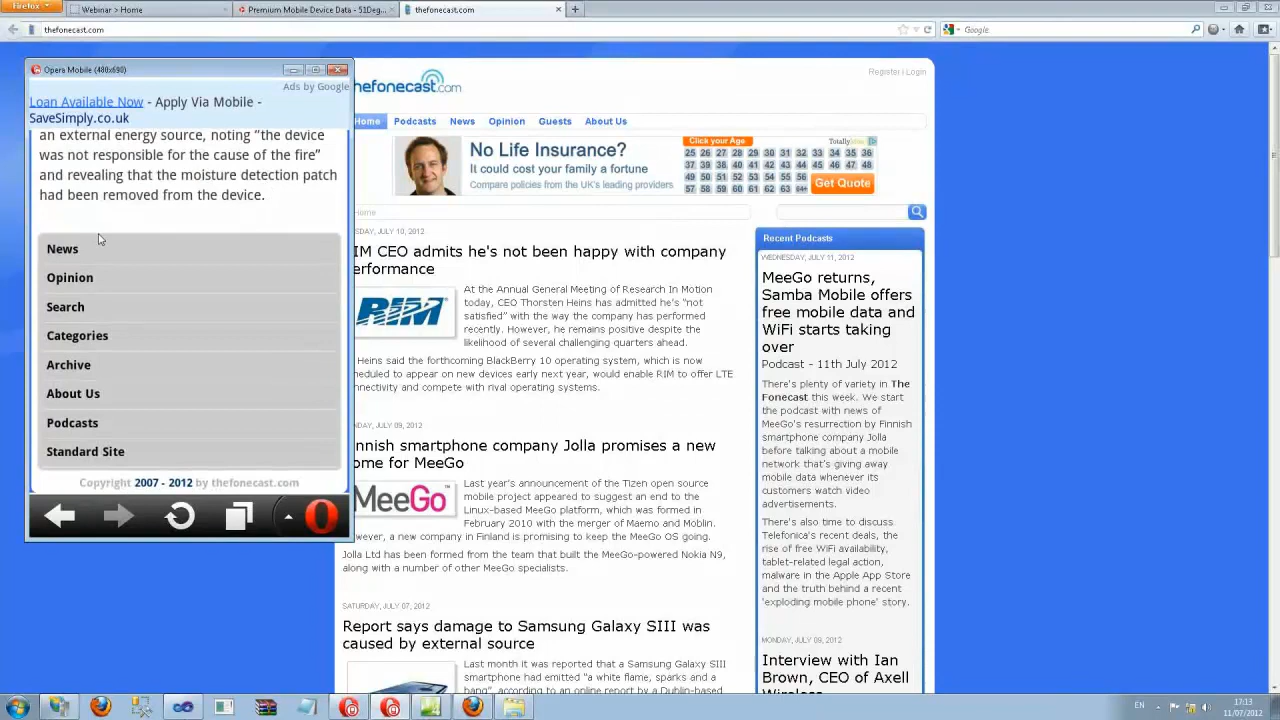 Firefox
Webinar > Home
Premium Mobile Device Data - 51Deg...
thefonecast.com
thefonecast.com
Google
Opera Mobile (480x690)
Ads by Google
Loan Available Now - Apply Via Mobile -
SaveSimply.co.uk
an external energy source, noting “the device
was not responsible for the cause of the fire”
and revealing that the moisture detection patch
had been removed from the device.
News
Opinion
Search
Categories
Archive
About Us
Podcasts
Standard Site
Copyright 2007 - 2012 by thefonecast.com
hefonecast.com
Register | Login
Home Podcasts News Opinion Guests About Us
No Life Insurance?
It could cost your family a fortune
Compare policies from the UK's leading providers
Click your Age
25 26 27 28 29 30 31 32 33 34 35 36
37 38 39 40 41 42 43 44 45 46 47 48
49 50 51 52 53 54 55 56
57 58 59 60 61 62 63 64+
Get Quote
Home
SDAY, JULY 10, 2012
IM CEO admits he's not been happy with company
erformance
RIM
At the Annual General Meeting of Research In Motion
today, CEO Thorsten Heins has admitted he's "not
satisfied" with the way the company has performed
recently. However, he remains positive despite the
likelihood of several challenging quarters ahead.
Heins said the forthcoming BlackBerry 10 operating system, which is now
heduled to appear on new devices early next year, would enable RIM to offer LTE
nnectivity and compete with rival operating systems.
NDAY, JULY 09, 2012
nnish smartphone company Jolla promises a new
ome for MeeGo
MeeGo
Last year's announcement of the Tizen open source
mobile project appeared to suggest an end to the
Linux-based MeeGo platform, which was formed in
February 2010 with the merger of Maemo and Moblin.
owever, a new company in Finland is promising to keep the MeeGo OS going.
Jolla Ltd has been formed from the team that built the MeeGo-powered Nokia N9,
along with a number of other MeeGo specialists.
SATURDAY, JULY 07, 2012
Report says damage to Samsung Galaxy SIII was
caused by external source
Last month it was reported that a Samsung Galaxy SIII
smartphone had emitted "a white flame, sparks and a
bang", according to an online report by a Dublin-based
Recent Podcasts
WEDNESDAY, JULY 11, 2012
MeeGo returns,
Samba Mobile offers
free mobile data and
WiFi starts taking
over
Podcast - 11th July 2012
There's plenty of variety in The
Fonecast this week. We start
the podcast with news of
MeeGo's resurrection by Finnish
smartphone company Jolla
before talking about a mobile
network that's giving away
mobile data whenever its
customers watch video
advertisements.
There's also time to discuss
Telefonica's recent deals, the
rise of free WiFi availability,
tablet-related legal action,
malware in the Apple App Store
and the truth behind a recent
'exploding mobile phone' story.
MONDAY, JULY 09, 2012
Interview with Ian
Brown, CEO of Axell
Wireless
EN
17:13
11/07/2012